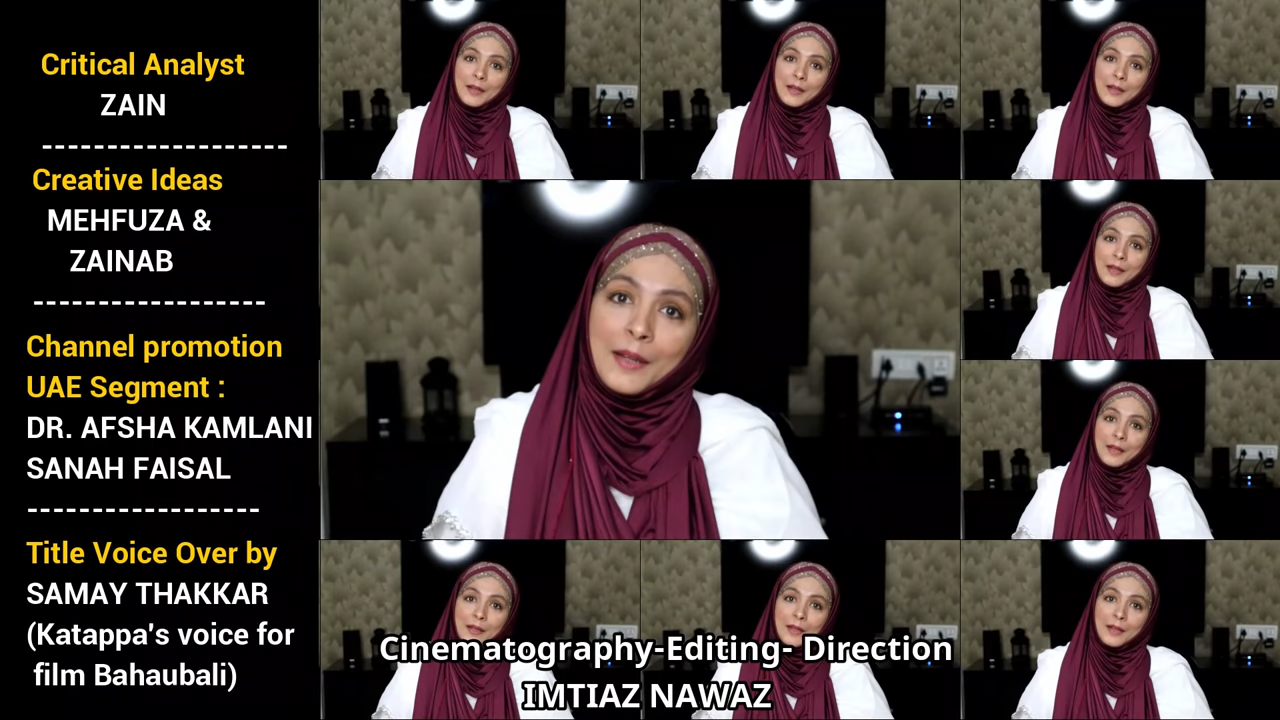 Critical Analyst
ZAIN
-------------------
Creative Ideas
MEHFUZA &
ZAINAB
------------------
Channel promotion
UAE Segment :
DR. AFSHA KAMLANI
SANAH FAISAL
------------------
Title Voice Over by
SAMAY THAKKAR
(Katappa's voice for
film Bahaubali)
Cinematography-Editing- Direction
IMTIAZ NAWAZ